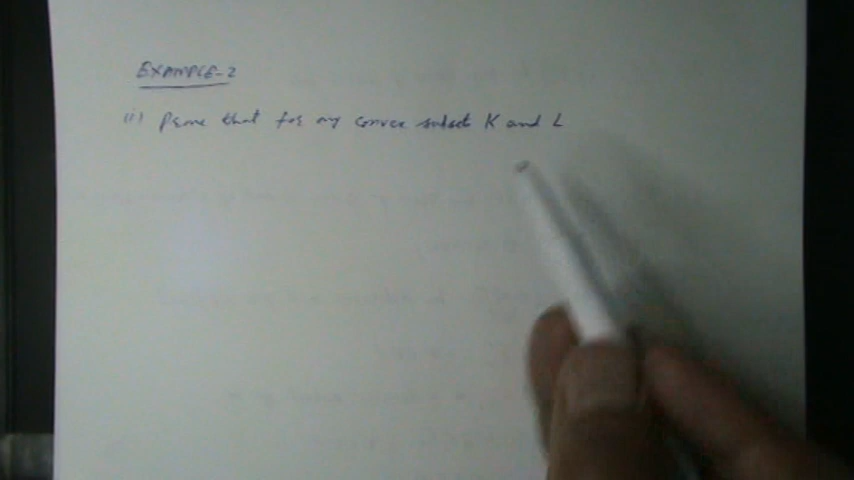 EXAMPLE-2
(i) Prove that for any convex subset K and L